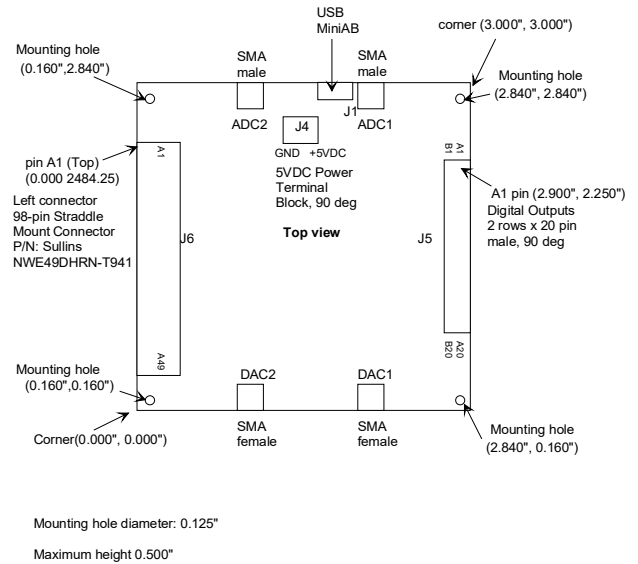 USB
MiniAB
corner (3.000", 3.000")
Mounting hole
(0.160",2.840")
SMA
male
SMA
male
Mounting hole
(2.840", 2.840")
ADC2
J1
ADC1
J4
GND +5VDC
5VDC Power
Terminal
Block, 90 deg
Top view
pin A1 (Top)
(0.000 2484.25)
Left connector
98-pin Straddle
Mount Connector
P/N: Sullins
NWE49DHRN-T941
A1
J6
A49
A1
B1
J5
A20
B20
A1 pin (2.900", 2.250")
Digital Outputs
2 rows x 20 pin
male, 90 deg
Mounting hole
(0.160",0.160")
DAC2
DAC1
SMA
female
SMA
female
Mounting hole
(2.840", 0.160")
Corner(0.000", 0.000")
Mounting hole diameter: 0.125"
Maximum height 0.500"